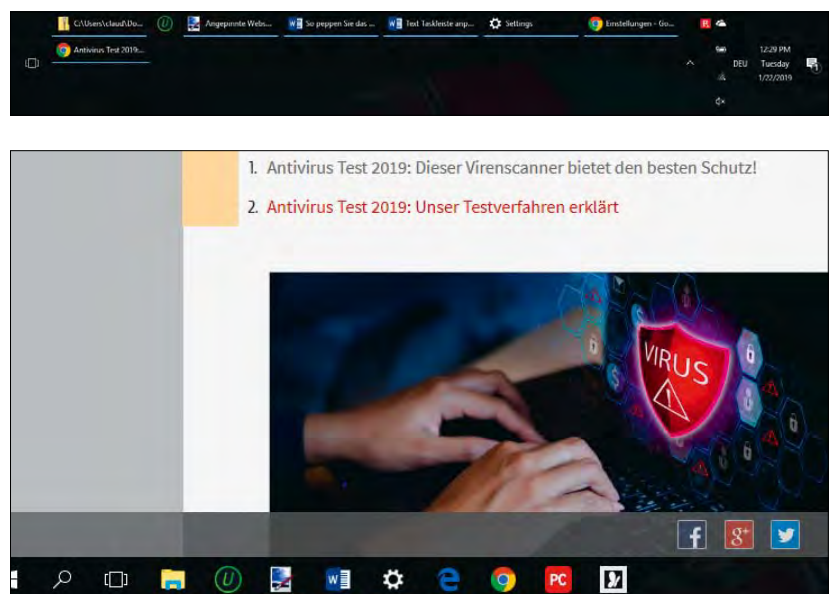 C:\Users\claud\Do... Angepinnte Webs... So peppen Sie das ... Text Taskleiste anp... Settings Einstellungen - Go...
Antivirus Test 2019:... 12:29 PM
DEU Tuesday
1/22/2019
1. Antivirus Test 2019: Dieser Virenscanner bietet den besten Schutz!
2. Antivirus Test 2019: Unser Testverfahren erklärt
VIRUS
f g+
U W PC